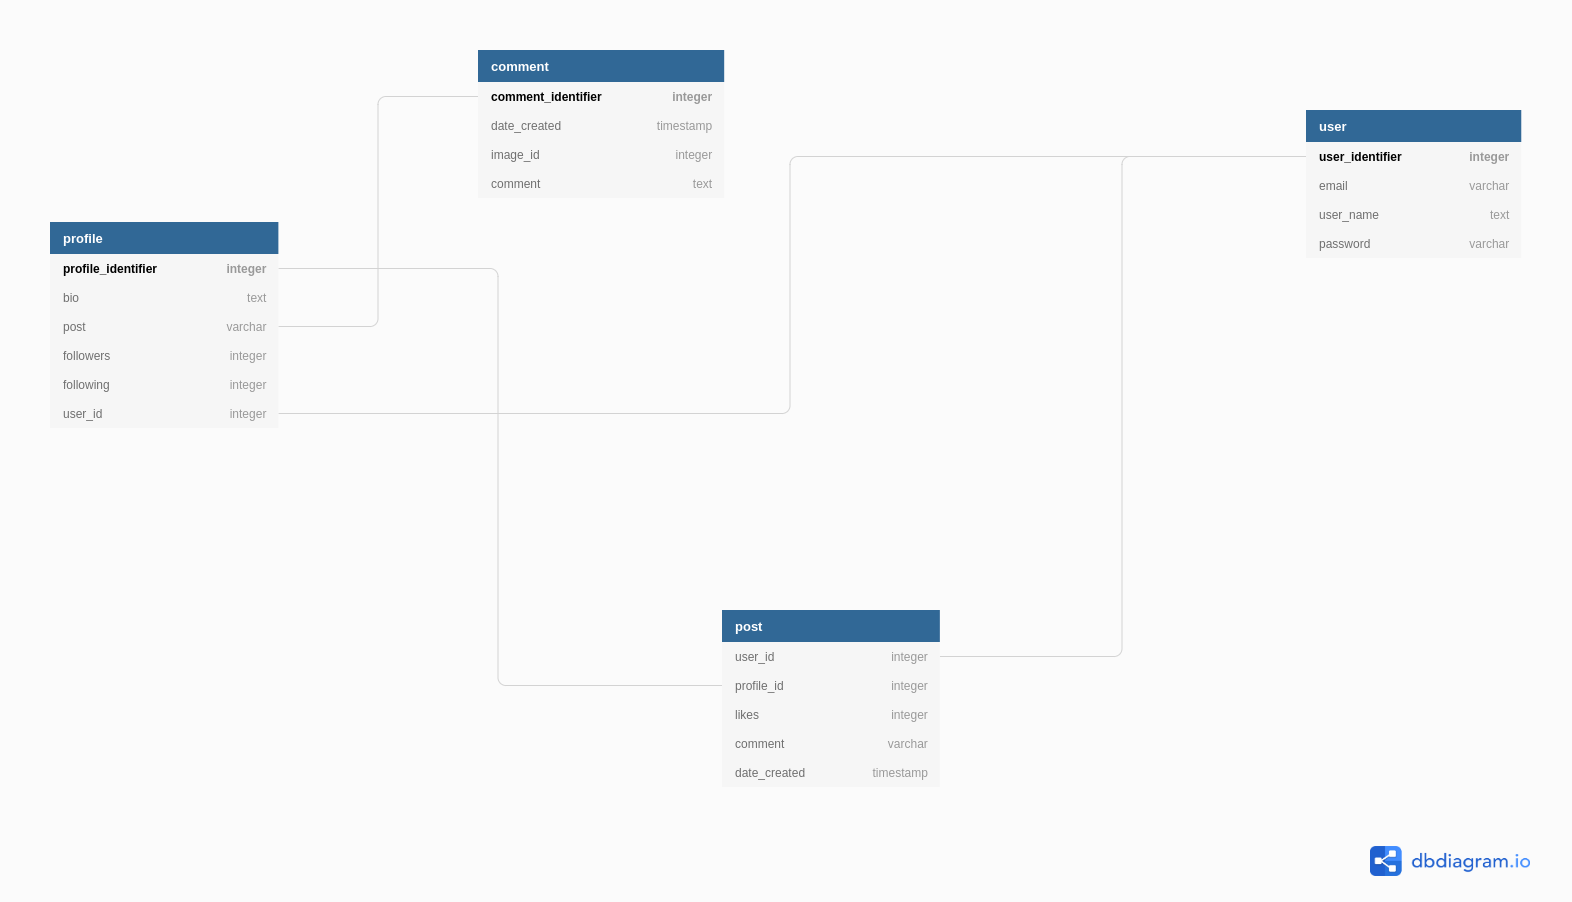 comment
comment_identifier integer
date_created timestamp
image_id integer
comment text
user
user_identifier integer
email varchar
user_name text
password varchar
profile
profile_identifier integer
bio text
post varchar
followers integer
following integer
user_id integer
post
user_id integer
profile_id integer
likes integer
comment varchar
date_created timestamp
dbdiagram.io